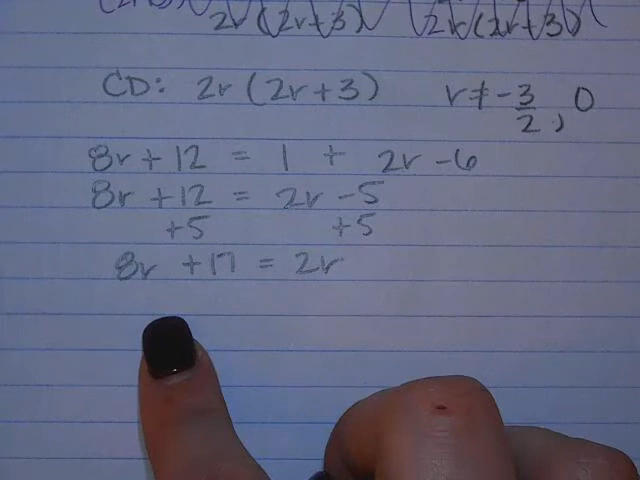 2r (2r+3) 2r (2r+3)
CD: 2r (2r+3) r ≠ -3/2, 0
8r + 12 = 1 + 2r - 6
8r + 12 = 2r - 5
+5 +5
8r + 17 = 2r